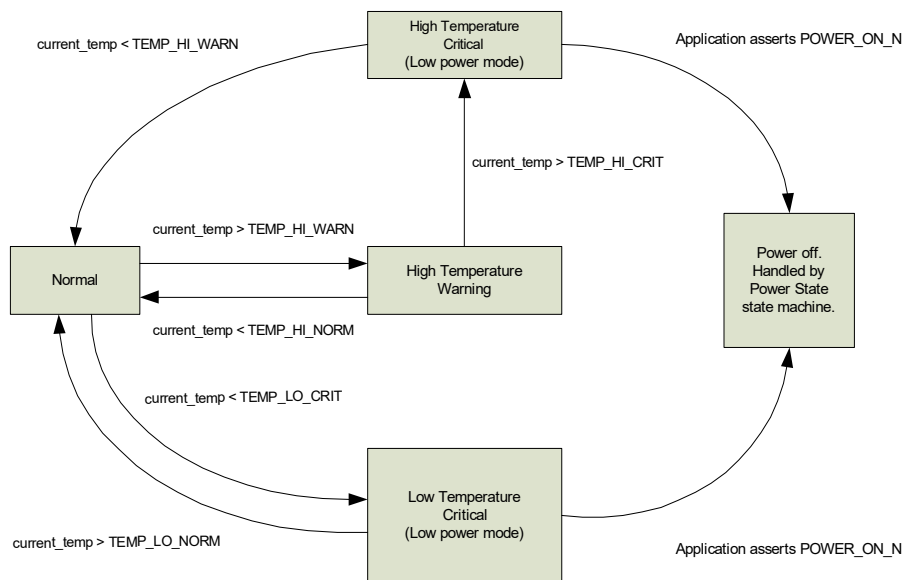 High Temperature
Critical
(Low power mode)
current_temp < TEMP_HI_WARN
Application asserts POWER_ON_N
current_temp > TEMP_HI_CRIT
current_temp > TEMP_HI_WARN
Normal
High Temperature
Warning
Power off.
Handled by
Power State
state machine.
current_temp < TEMP_HI_NORM
current_temp < TEMP_LO_CRIT
Low Temperature
Critical
(Low power mode)
current_temp > TEMP_LO_NORM
Application asserts POWER_ON_N